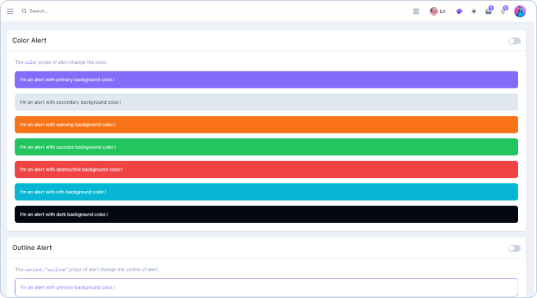 Search...
En
Color Alert
The color props of alert change the color.
I'm an alert with primary background color.!
I'm an alert with secondary background color.!
I'm an alert with warning background color.!
I'm an alert with success background color.!
I'm an alert with destructive background color.!
I'm an alert with info background color.!
I'm an alert with dark background color.!
Outline Alert
The variant="outline" props of alert change the outline of alert.
I'm an alert with primary background color.!